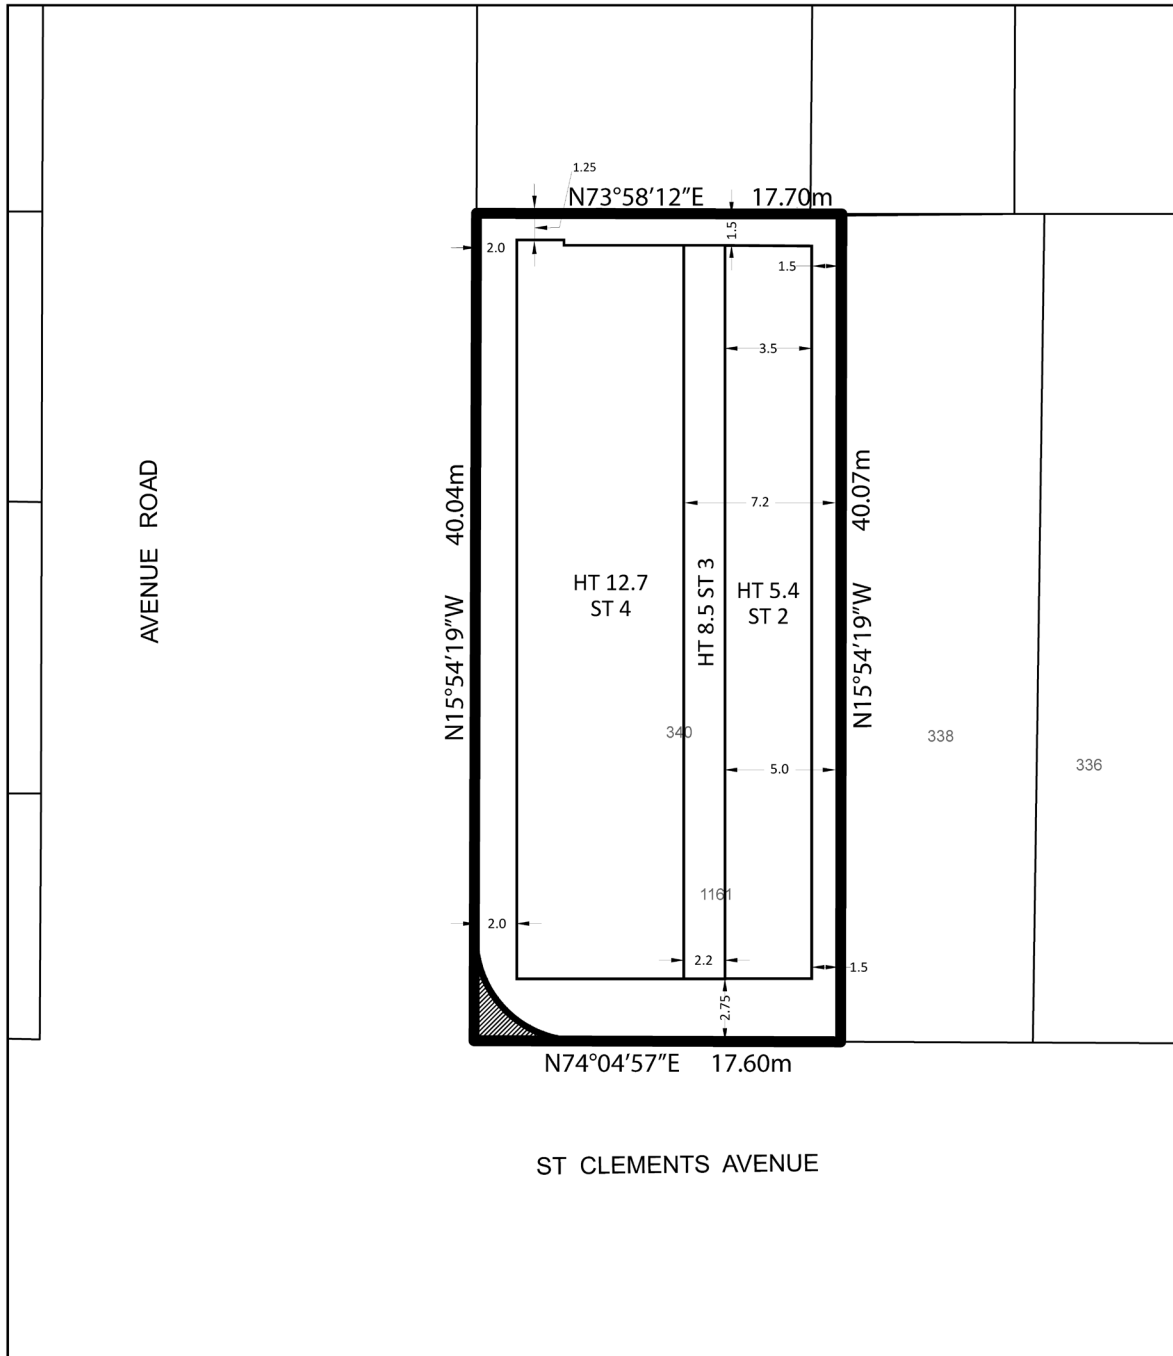 1.25
N73°58′12″E 17.70m
1.5
2.0
1.5
3.5
AVENUE ROAD
N15°54′19″W 40.04m
7.2
N15°54′19″W 40.07m
HT 12.7
ST 4
HT 8.5 ST 3
HT 5.4
ST 2
340
338
336
5.0
1161
2.0
2.2
1.5
2.75
N74°04′57″E 17.60m
ST CLEMENTS AVENUE